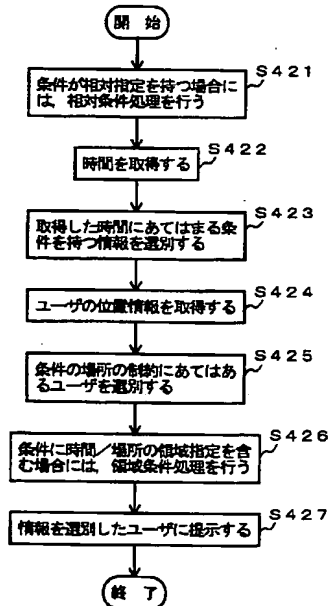 開始
条件が相対指定を持つ場合に
は，相対条件処理を行う
S421
時間を取得する
S422
取得した時間にあてはまる条
件を持つ情報を選別する
S423
ユーザの位置情報を取得する
S424
条件の場所の制約にあてはま
あるユーザを選別する
S425
条件に時間／場所の領域指定を含
む場合には，領域条件処理を行う
S426
情報を選別したユーザに提示する
S427
終了